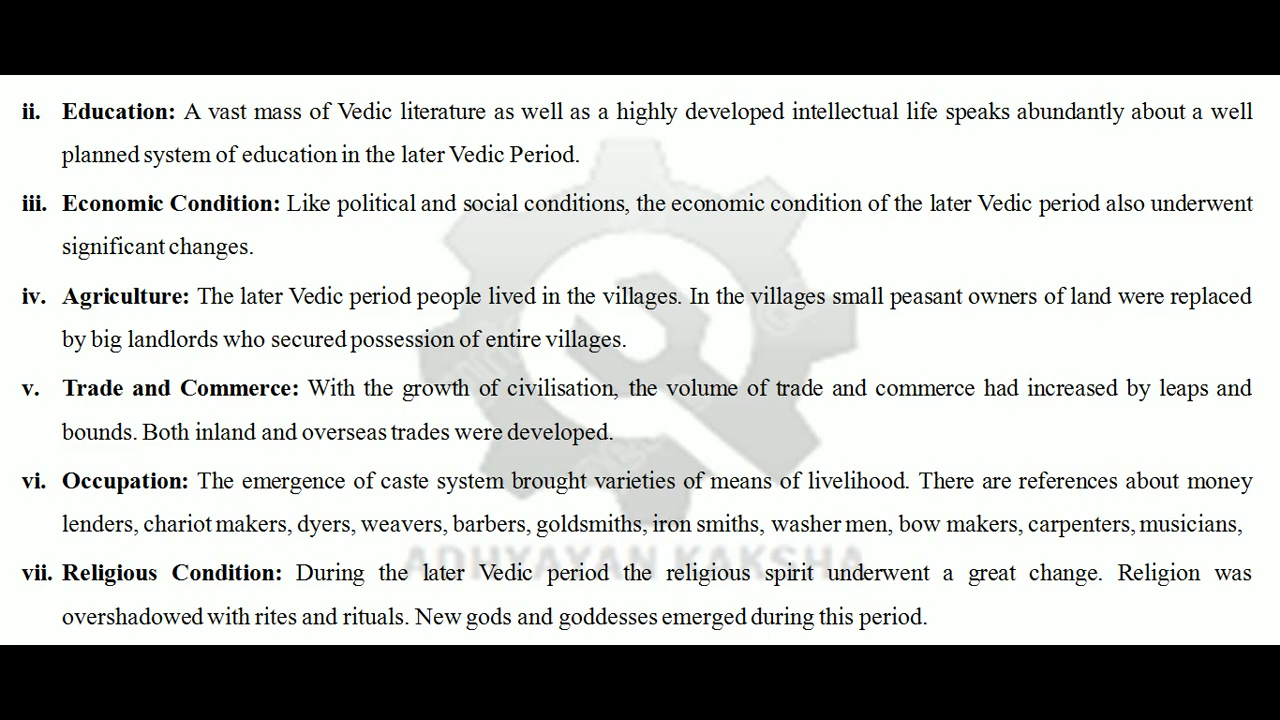 ii. Education: A vast mass of Vedic literature as well as a highly developed intellectual life speaks abundantly about a well
planned system of education in the later Vedic Period.
iii. Economic Condition: Like political and social conditions, the economic condition of the later Vedic period also underwent
significant changes.
iv. Agriculture: The later Vedic period people lived in the villages. In the villages small peasant owners of land were replaced
by big landlords who secured possession of entire villages.
v. Trade and Commerce: With the growth of civilisation, the volume of trade and commerce had increased by leaps and
bounds. Both inland and overseas trades were developed.
vi. Occupation: The emergence of caste system brought varieties of means of livelihood. There are references about money
lenders, chariot makers, dyers, weavers, barbers, goldsmiths, iron smiths, washer men, bow makers, carpenters, musicians,
ADHYAYAN KAKSHA
vii. Religious Condition: During the later Vedic period the religious spirit underwent a great change. Religion was
overshadowed with rites and rituals. New gods and goddesses emerged during this period.